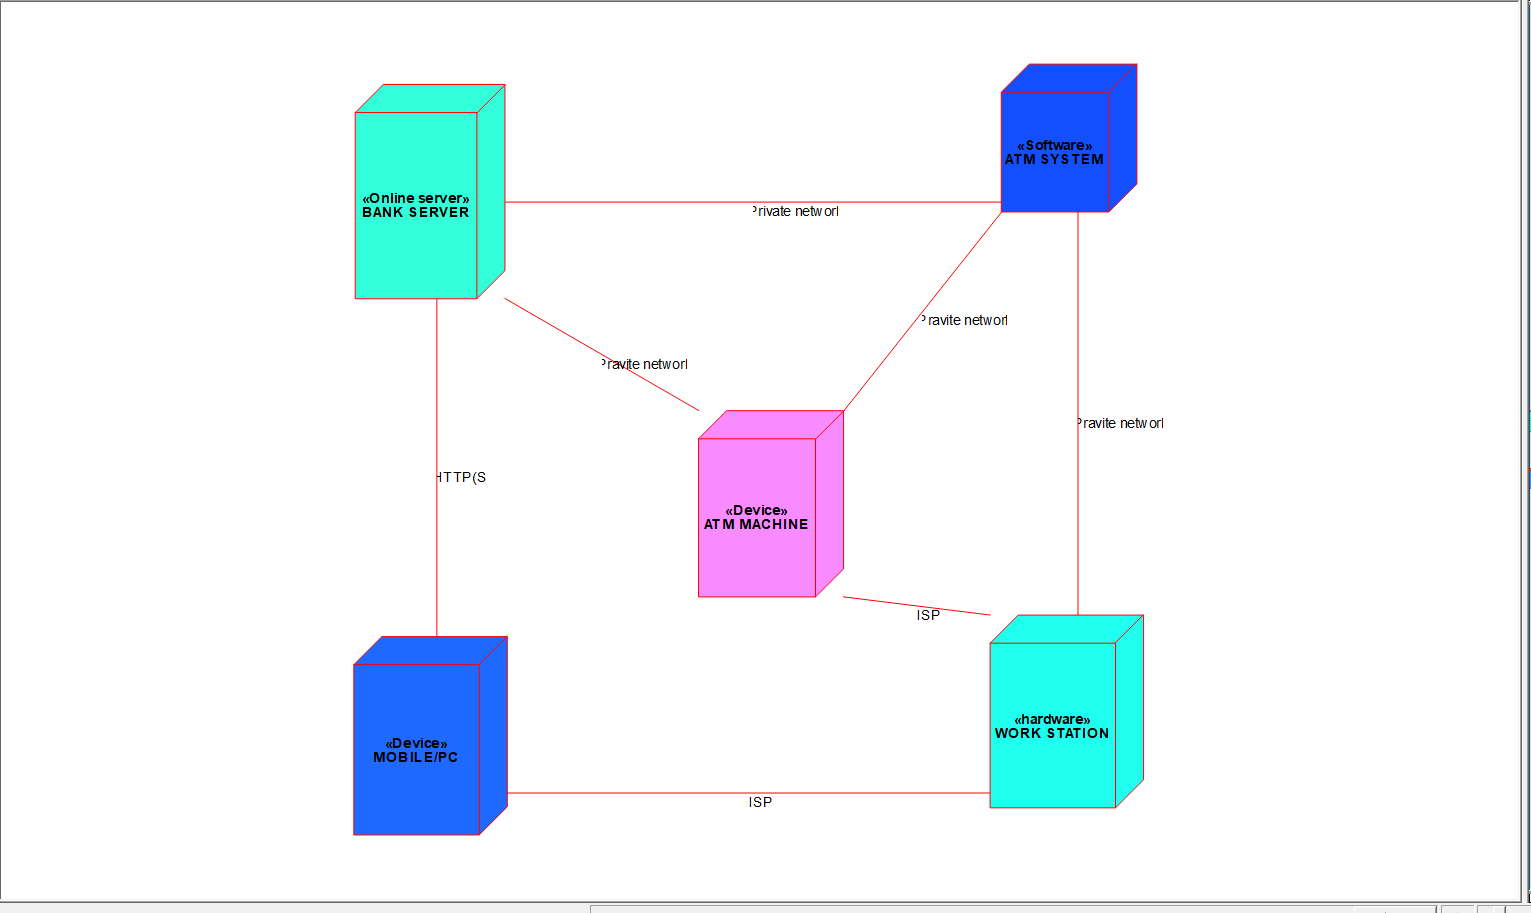 «Software»
ATM SYSTEM
«Online server»
BANK SERVER
Private networl
Pravite networl
Pravite networl
Pravite networl
HTTP(S
«Device»
ATM MACHINE
ISP
«hardware»
WORK STATION
«Device»
MOBILE/PC
ISP